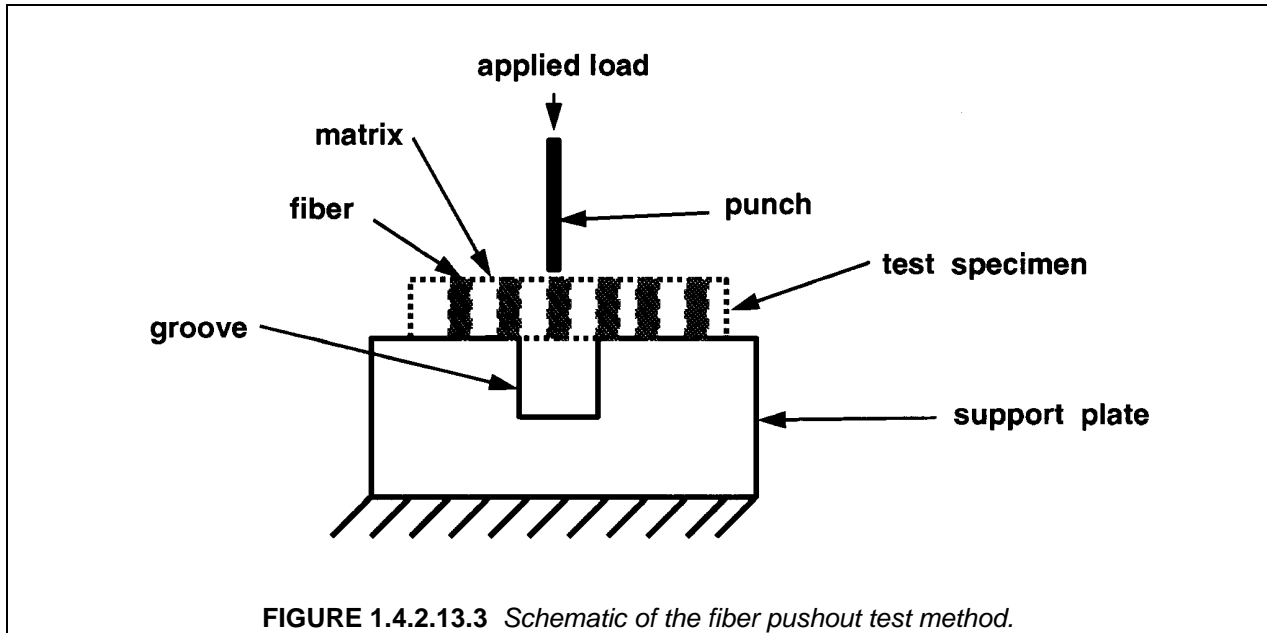 applied load
matrix
fiber
punch
test specimen
groove
support plate
FIGURE 1.4.2.13.3 Schematic of the fiber pushout test method.